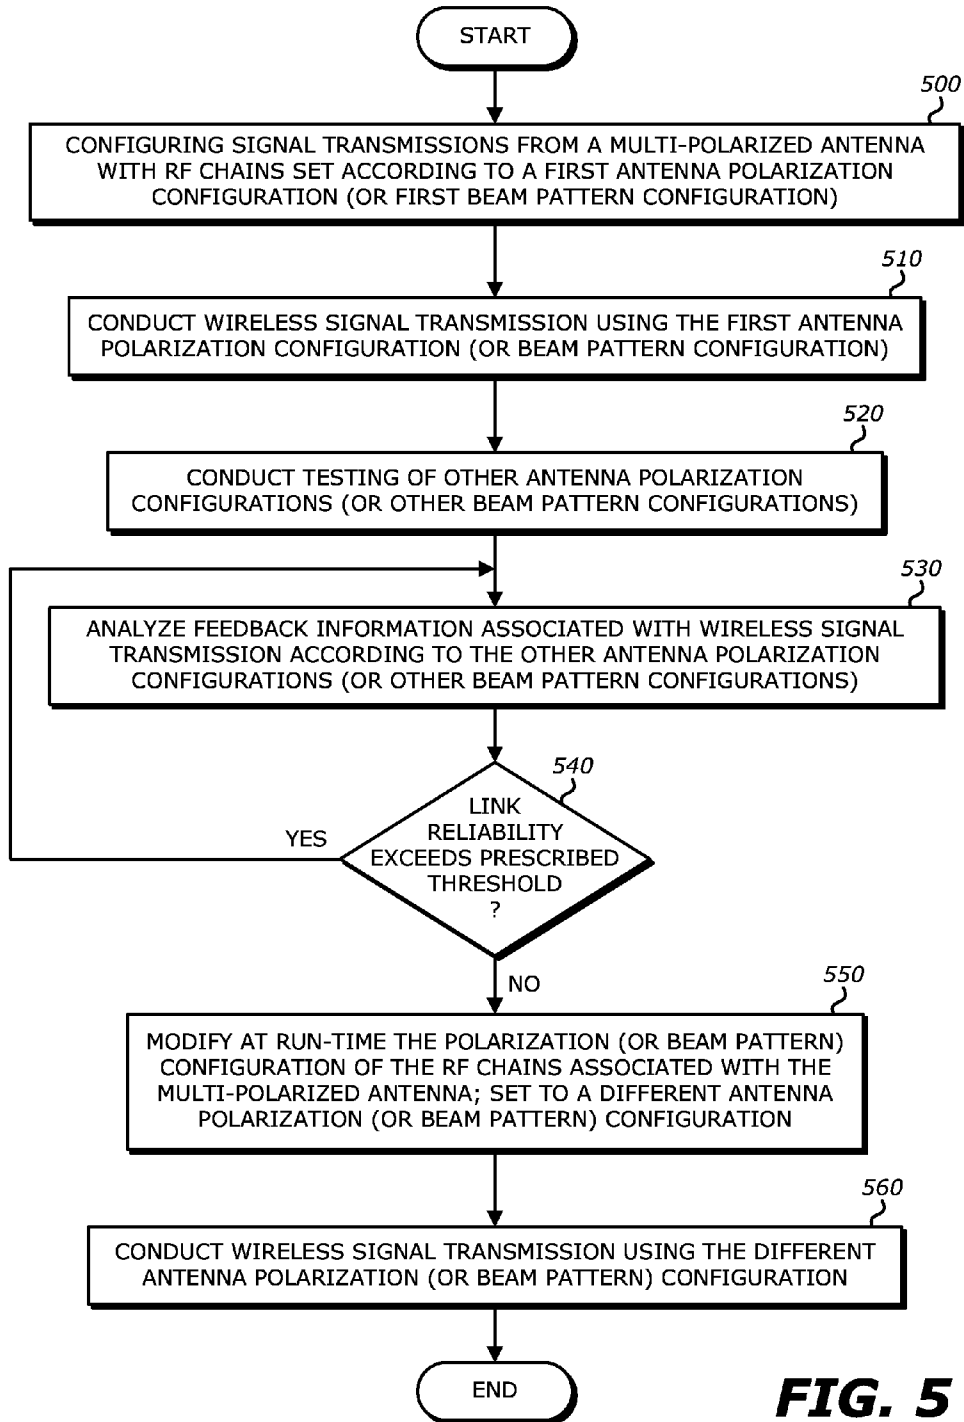 START
500
CONFIGURING SIGNAL TRANSMISSIONS FROM A MULTI-POLARIZED ANTENNA
WITH RF CHAINS SET ACCORDING TO A FIRST ANTENNA POLARIZATION
CONFIGURATION (OR FIRST BEAM PATTERN CONFIGURATION)
510
CONDUCT WIRELESS SIGNAL TRANSMISSION USING THE FIRST ANTENNA
POLARIZATION CONFIGURATION (OR BEAM PATTERN CONFIGURATION)
520
CONDUCT TESTING OF OTHER ANTENNA POLARIZATION
CONFIGURATIONS (OR OTHER BEAM PATTERN CONFIGURATIONS)
530
ANALYZE FEEDBACK INFORMATION ASSOCIATED WITH WIRELESS SIGNAL
TRANSMISSION ACCORDING TO THE OTHER ANTENNA POLARIZATION
CONFIGURATIONS (OR OTHER BEAM PATTERN CONFIGURATIONS)
540
LINK
RELIABILITY
EXCEEDS PRESCRIBED
THRESHOLD
?
YES
NO
550
MODIFY AT RUN-TIME THE POLARIZATION (OR BEAM PATTERN)
CONFIGURATION OF THE RF CHAINS ASSOCIATED WITH THE
MULTI-POLARIZED ANTENNA; SET TO A DIFFERENT ANTENNA
POLARIZATION (OR BEAM PATTERN) CONFIGURATION
560
CONDUCT WIRELESS SIGNAL TRANSMISSION USING THE DIFFERENT
ANTENNA POLARIZATION (OR BEAM PATTERN) CONFIGURATION
END
FIG. 5